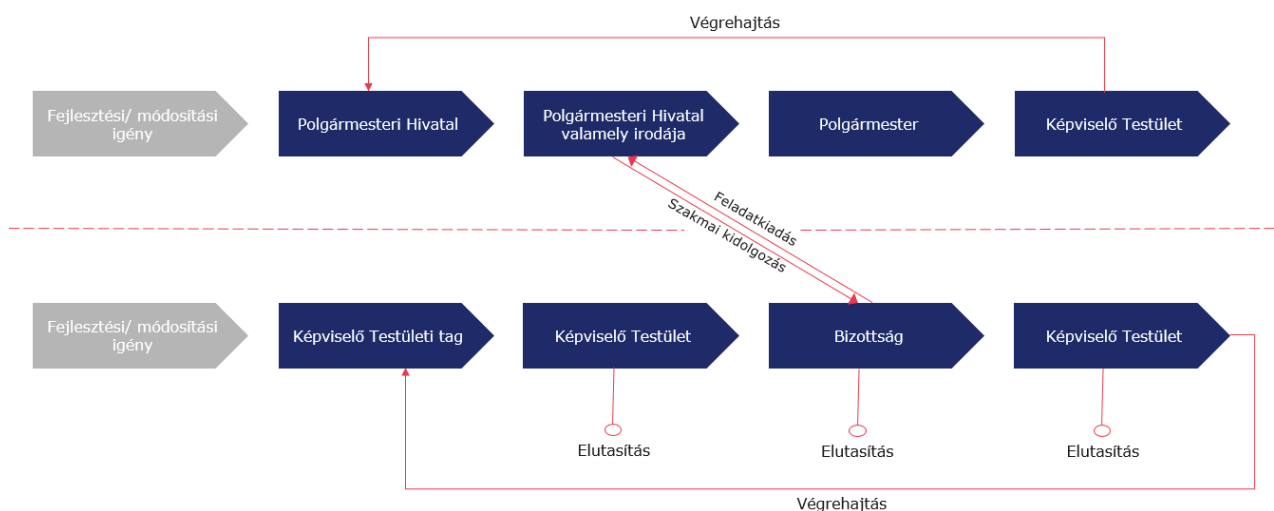 Végrehajtás
Fejlesztési/ módosítási
igény
Polgármesteri Hivatal
Polgármesteri Hivatal
valamely irodája
Polgármester
Képviselő Testület
Feladatkiadás
Szakmai kidolgozás
Fejlesztési/ módosítási
igény
Képviselő Testületi tag
Képviselő Testület
Bizottság
Képviselő Testület
Elutasítás
Elutasítás
Elutasítás
Végrehajtás